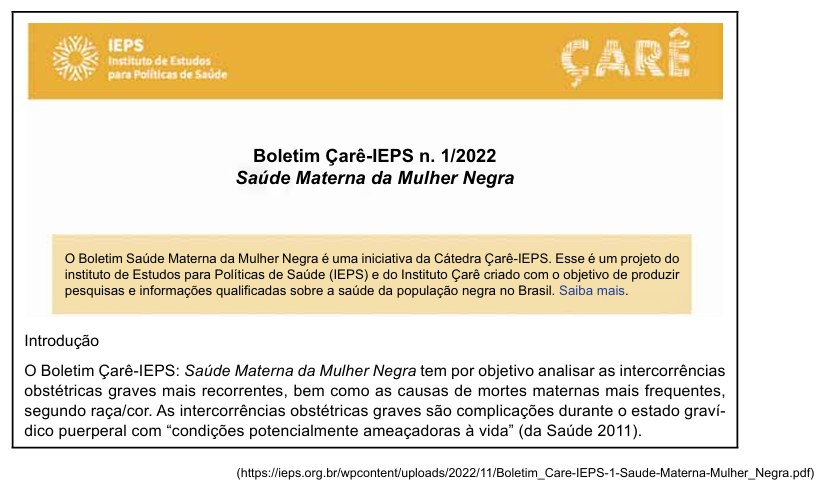 IEPS
Instituto de Estudos
para Políticas de Saúde
ÇARÊ
Boletim Çarê-IEPS n. 1/2022
Saúde Materna da Mulher Negra
O Boletim Saúde Materna da Mulher Negra é uma iniciativa da Cátedra Çarê-IEPS. Esse é um projeto do
instituto de Estudos para Políticas de Saúde (IEPS) e do Instituto Çarê criado com o objetivo de produzir
pesquisas e informações qualificadas sobre a saúde da população negra no Brasil. Saiba mais.
Introdução
O Boletim Çarê-IEPS: Saúde Materna da Mulher Negra tem por objetivo analisar as intercorrências
obstétricas graves mais recorrentes, bem como as causas de mortes maternas mais frequentes,
segundo raça/cor. As intercorrências obstétricas graves são complicações durante o estado graví-
dico puerperal com “condições potencialmente ameaçadoras à vida” (da Saúde 2011).
(https://ieps.org.br/wpcontent/uploads/2022/11/Boletim_Care-IEPS-1-Saude-Materna-Mulher_Negra.pdf)